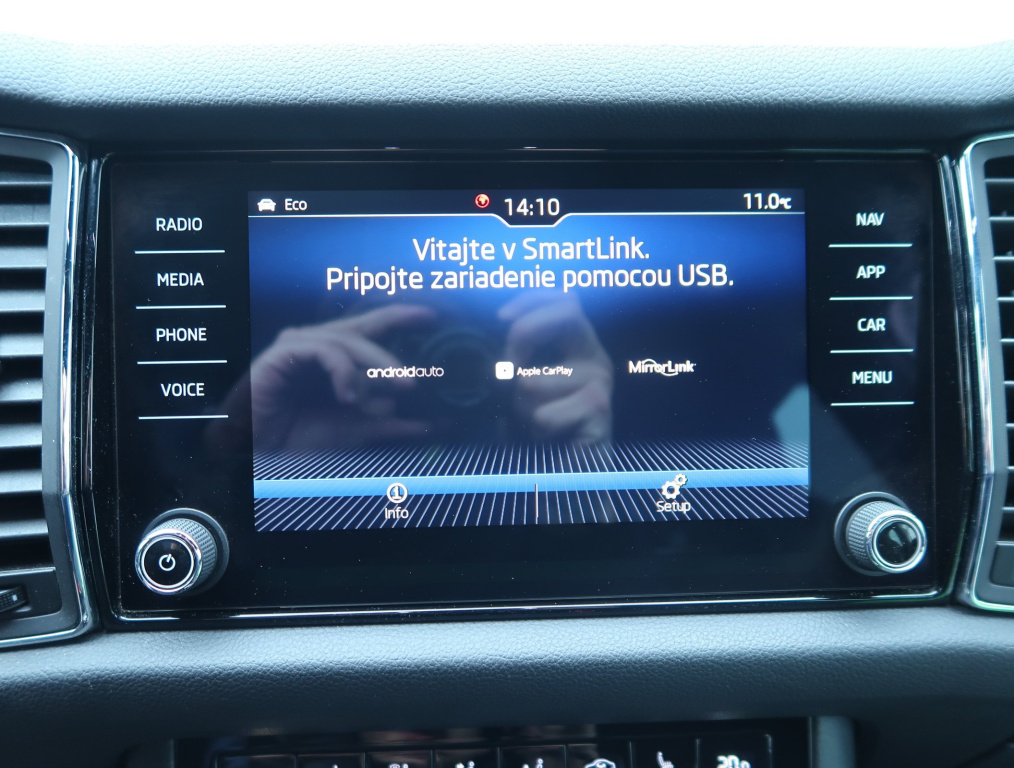 Eco
14:10
11.0°C
Vitajte v SmartLink.
Pripojte zariadenie pomocou USB.
androidauto
Apple CarPlay
MirrorLink
Info
Setup
RADIO
MEDIA
PHONE
VOICE
NAV
APP
CAR
MENU